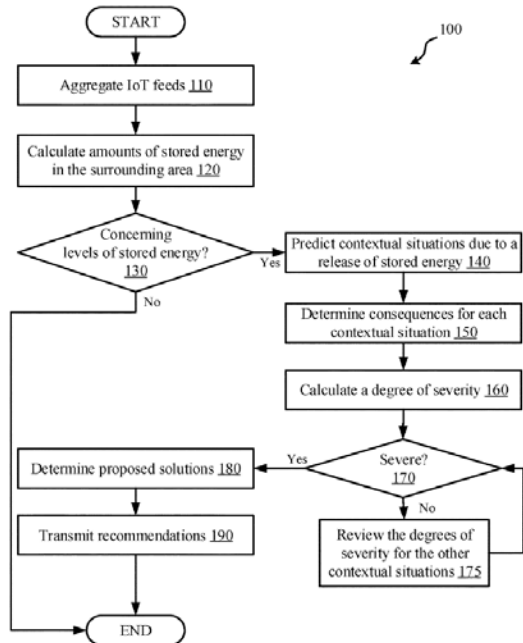 START
100
Aggregate IoT feeds 110
Calculate amounts of stored energy
in the surrounding area 120
Concerning
levels of stored energy?
130
Yes
No
Predict contextual situations due to a
release of stored energy 140
Determine consequences for each
contextual situation 150
Calculate a degree of severity 160
Severe?
170
Yes
No
Determine proposed solutions 180
Transmit recommendations 190
Review the degrees of
severity for the other
contextual situations 175
END